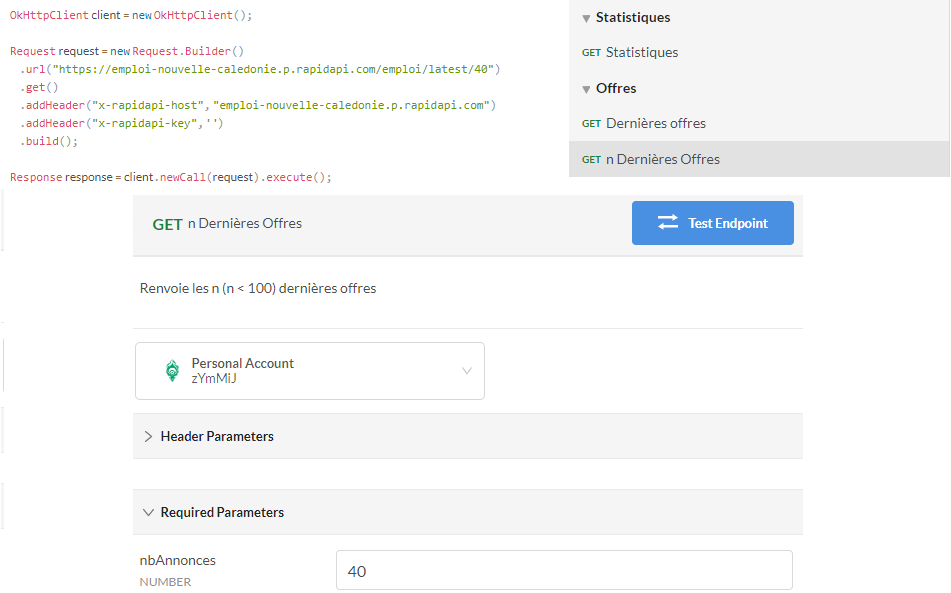 OkHttpClient client = new OkHttpClient();
Request request = new Request.Builder()
.url("https://emploi-nouvelle-caledonie.p.rapidapi.com/emploi/latest/40")
.get()
.addHeader("x-rapidapi-host","emploi-nouvelle-caledonie.p.rapidapi.com")
.addHeader("x-rapidapi-key",'')
.build();
Response response = client.newCall(request).execute();
Statistiques
GET Statistiques
Offres
GET Dernières offres
GET n Dernières Offres
GET n Dernières Offres
Test Endpoint
Renvoie les n (n < 100) dernières offres
Personal Account
zYmMiJ
Header Parameters
Required Parameters
nbAnnonces
NUMBER
40